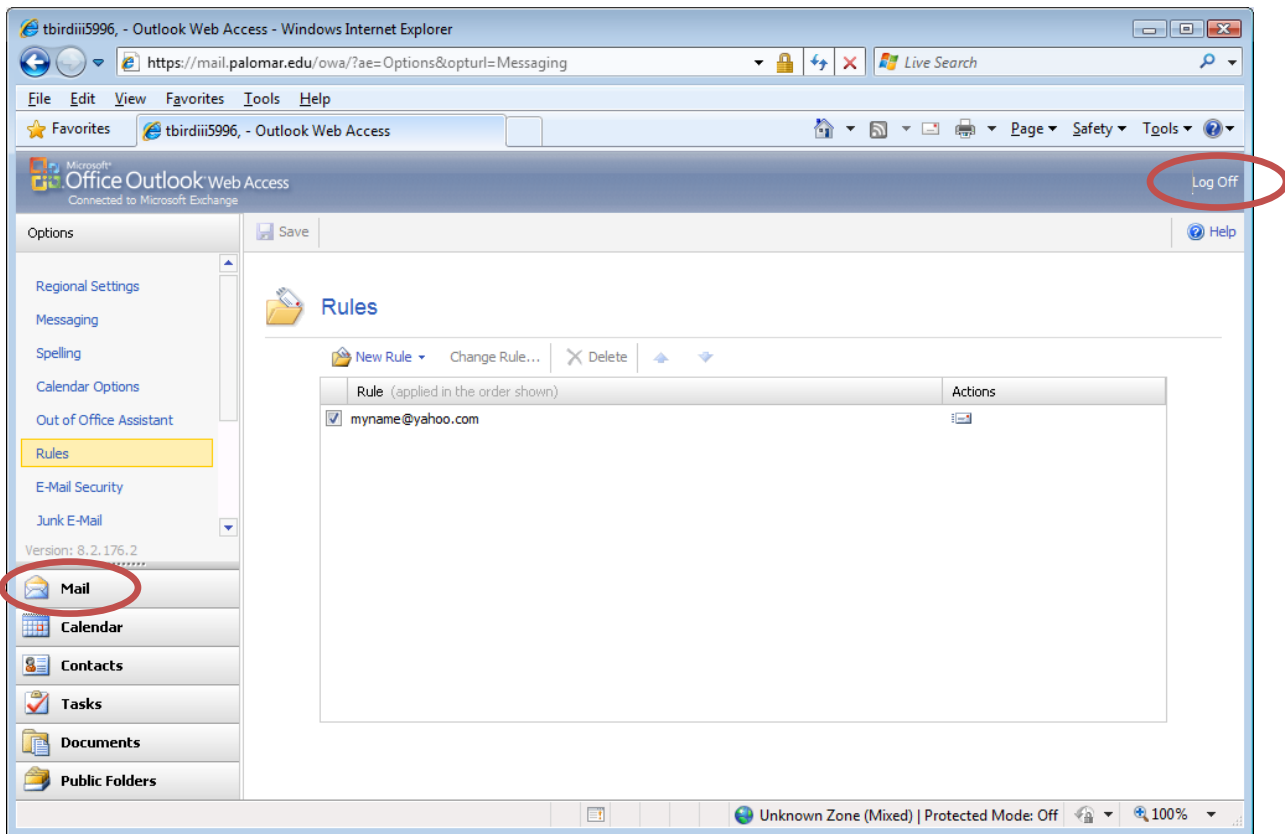 tbirdiii5996, - Outlook Web Access - Windows Internet Explorer
https://mail.palomar.edu/owa/?ae=Options&opturl=Messaging
Live Search
File Edit View Favorites Tools Help
Favorites
tbirdiii5996, - Outlook Web Access
Page Safety Tools
Microsoft
Office Outlook Web Access
Connected to Microsoft Exchange
Log Off
Options
Save
Help
Regional Settings
Messaging
Spelling
Calendar Options
Out of Office Assistant
Rules
E-Mail Security
Junk E-Mail
Version: 8.2.176.2
Mail
Calendar
Contacts
Tasks
Documents
Public Folders
Rules
New Rule Change Rule... Delete
Rule (applied in the order shown) Actions
myname@yahoo.com
Unknown Zone (Mixed) | Protected Mode: Off 100%